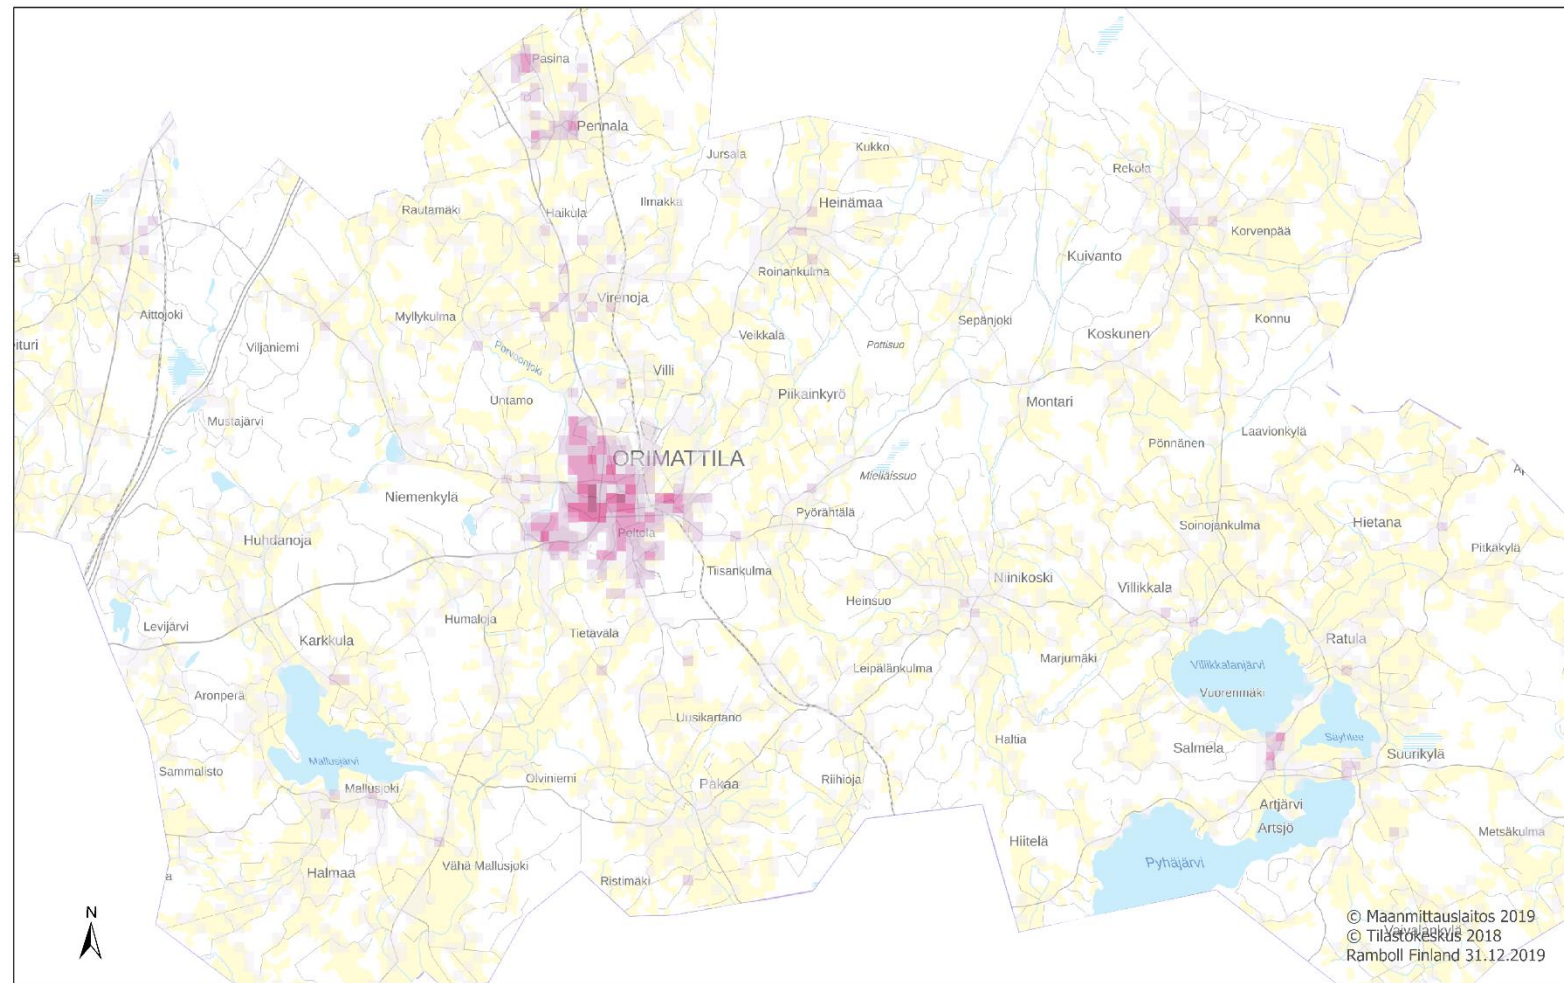 Pasina
Pennala
Jursala
Kukko
Rekola
Rautamäki
Haikula
Ilmakka
Heinämaa
Korvenpää
Kuivanto
Roinankulma
Virenoja
Aittojoki
Viljaniemi
Myllykulma
Porvoonjoki
Veikkala
Pottisuo
Sepänjoki
Koskunen
Konnu
Villi
Piikainkyrö
Untamo
Montari
Mustajärvi
Pönnänen
Laavionkylä
ORIMATTILA
Mieliäissuo
Niemenkylä
Pyörähtälä
Soinojankulma
Hietana
Peltola
Huhdanoja
Pitkäkylä
Tiisankulma
Niinikoski
Villikkala
Heinsuo
Levijärvi
Humaloja
Tietävälä
Karkkula
Ratula
Leipälänkulma
Marjumäki
Villikkalanjärvi
Vuorenmäki
Aronperä
Uusikartano
Haltia
Säyhtee
Salmela
Suurikylä
Mallusjärvi
Sammalisto
Olviniemi
Pakaa
Riihioja
Mallusjoki
Artjärvi
Artsjö
Metsäkulma
Hiitelä
Pyhäjärvi
Halmaa
Vähä Mallusjoki
Ristimäki
N
© Maanmittauslaitos 2019
Vaivalankylä
© Tilastokeskus 2018
Ramboll Finland 31.12.2019